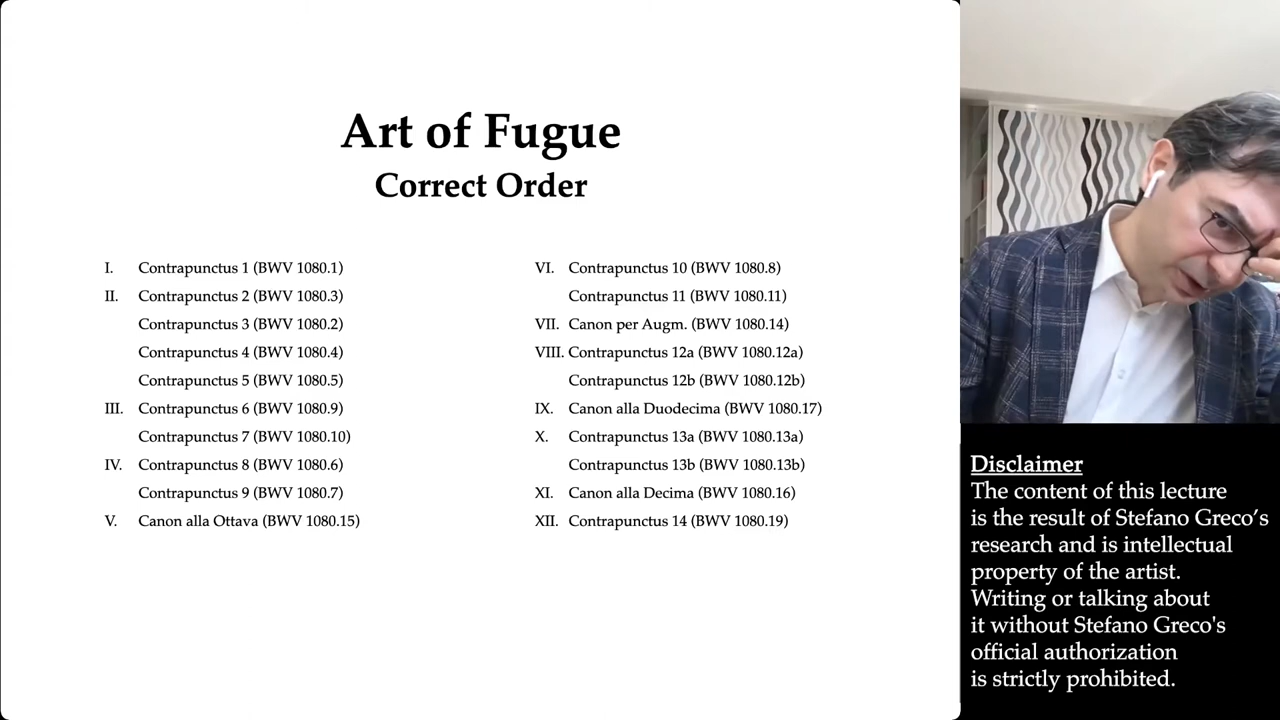 Art of Fugue
Correct Order
I. Contrapunctus 1 (BWV 1080.1)
II. Contrapunctus 2 (BWV 1080.3)
Contrapunctus 3 (BWV 1080.2)
Contrapunctus 4 (BWV 1080.4)
Contrapunctus 5 (BWV 1080.5)
III. Contrapunctus 6 (BWV 1080.9)
Contrapunctus 7 (BWV 1080.10)
IV. Contrapunctus 8 (BWV 1080.6)
Contrapunctus 9 (BWV 1080.7)
V. Canon alla Ottava (BWV 1080.15)
VI. Contrapunctus 10 (BWV 1080.8)
Contrapunctus 11 (BWV 1080.11)
VII. Canon per Augm. (BWV 1080.14)
VIII. Contrapunctus 12a (BWV 1080.12a)
Contrapunctus 12b (BWV 1080.12b)
IX. Canon alla Duodecima (BWV 1080.17)
X. Contrapunctus 13a (BWV 1080.13a)
Contrapunctus 13b (BWV 1080.13b)
XI. Canon alla Decima (BWV 1080.16)
XII. Contrapunctus 14 (BWV 1080.19)
Disclaimer
The content of this lecture
is the result of Stefano Greco’s
research and is intellectual
property of the artist.
Writing or talking about
it without Stefano Greco's
official authorization
is strictly prohibited.